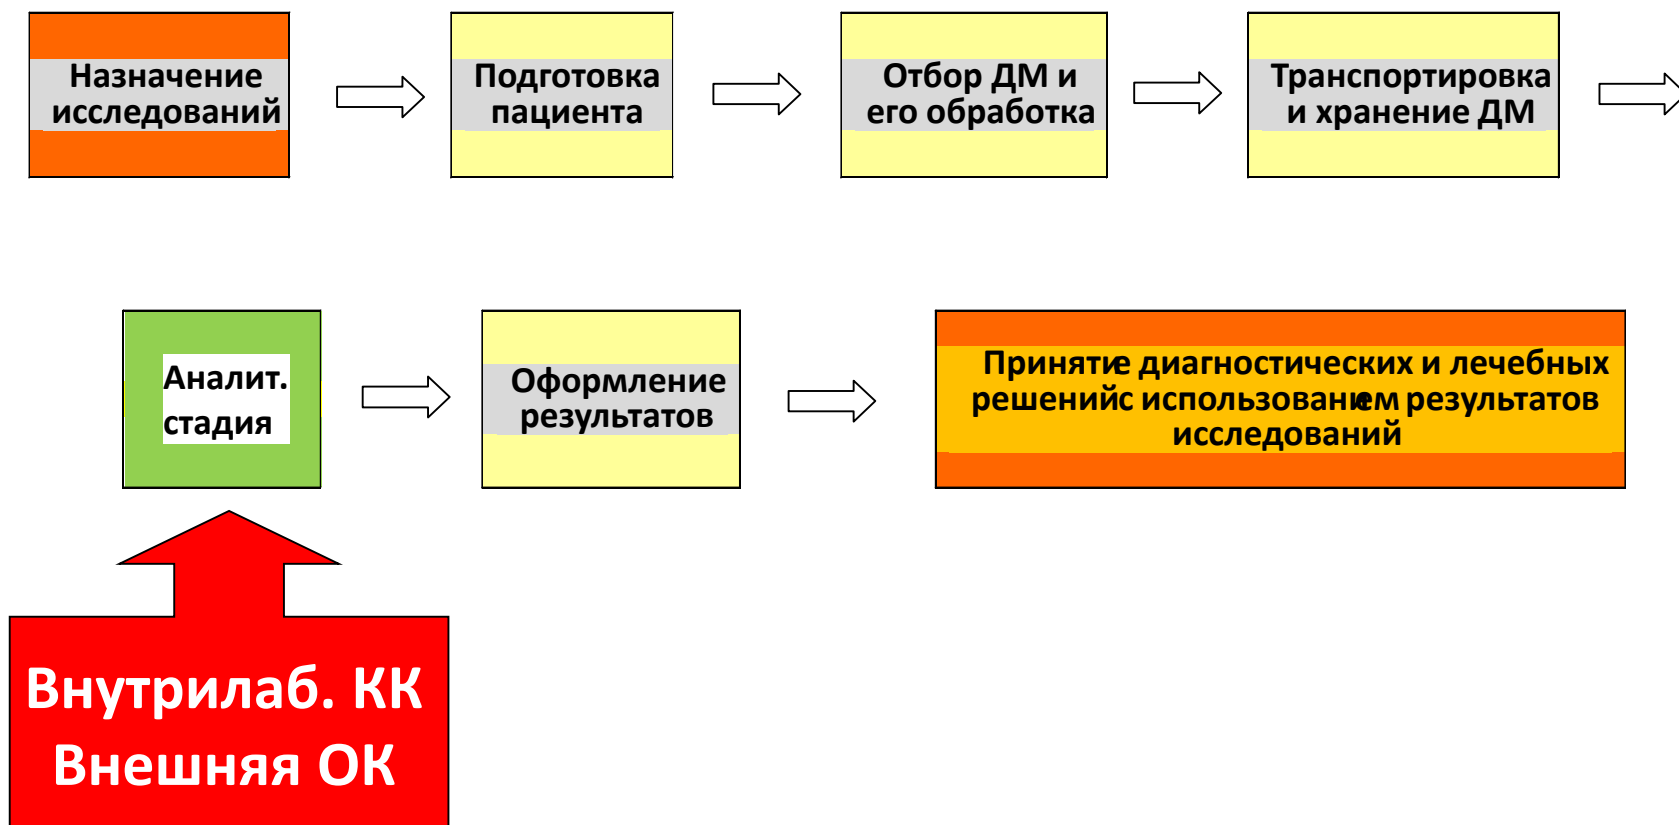 Назначение
исследований
Подготовка
пациента
Отбор ДМ и
его обработка
Транспортировка
и хранение ДМ
Аналит.
стадия
Оформление
результатов
Принятие диагностических и лечебных
решенийс использованием результатов
исследований
Внутрилаб. КК
Внешняя ОК